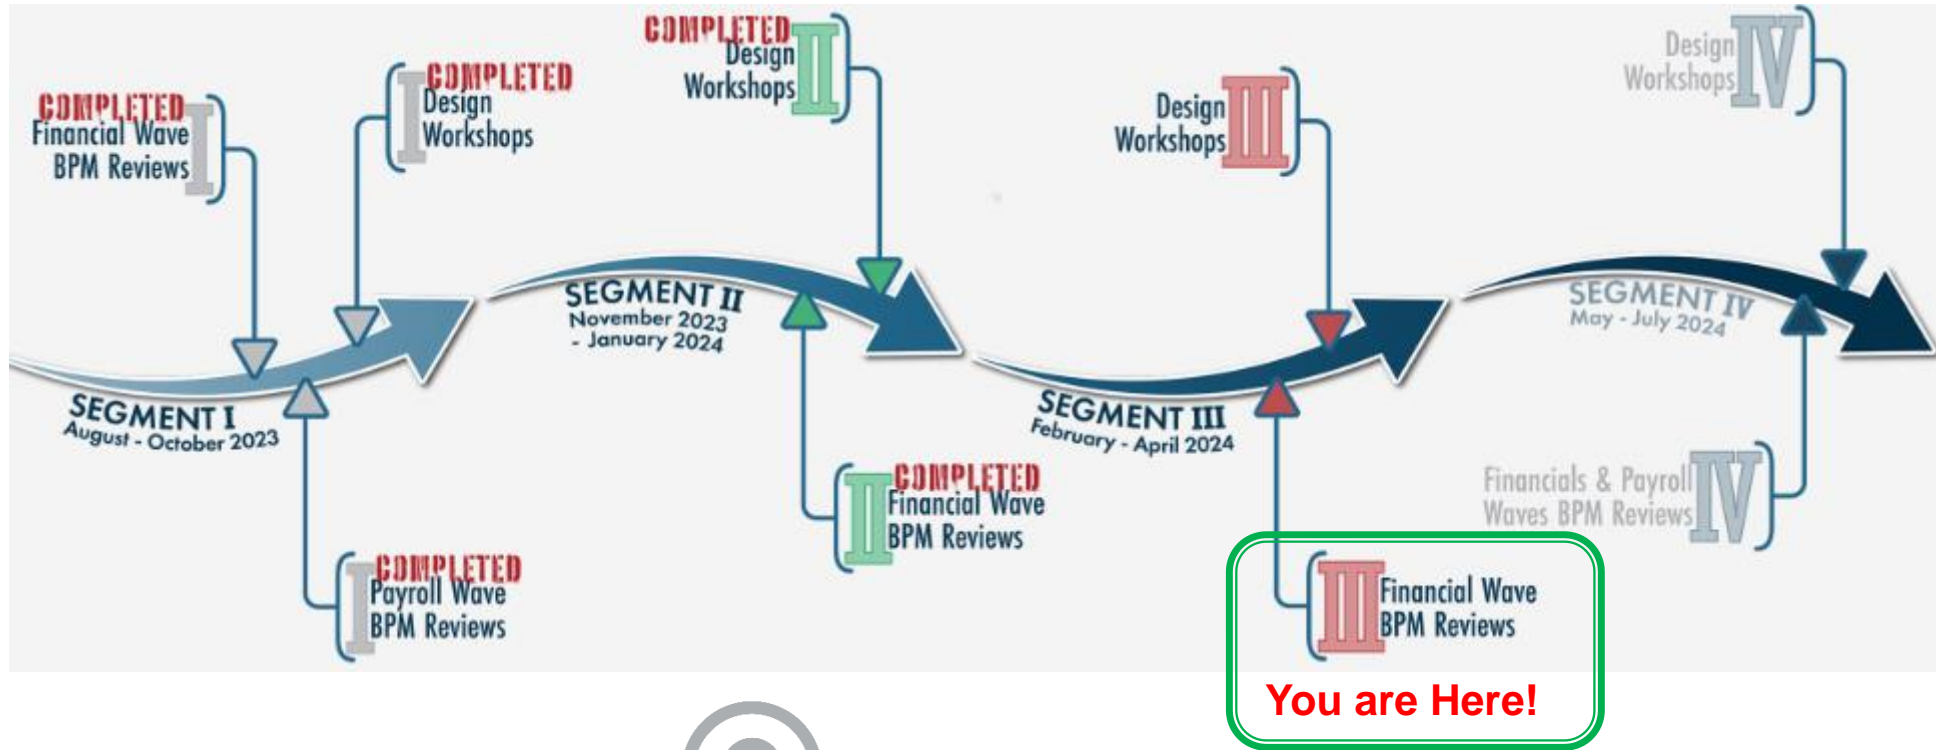 COMPLETED
Financial Wave
BPM Reviews
I
COMPLETED
Design
Workshops
I
COMPLETED
Design
Workshops
II
Design
Workshops
III
Design
Workshops
IV
SEGMENT I
August - October 2023
SEGMENT II
November 2023
- January 2024
SEGMENT III
February - April 2024
SEGMENT IV
May - July 2024
I
COMPLETED
Payroll Wave
BPM Reviews
II
COMPLETED
Financial Wave
BPM Reviews
III
Financial Wave
BPM Reviews
Financials & Payroll
Waves BPM Reviews
IV
You are Here!